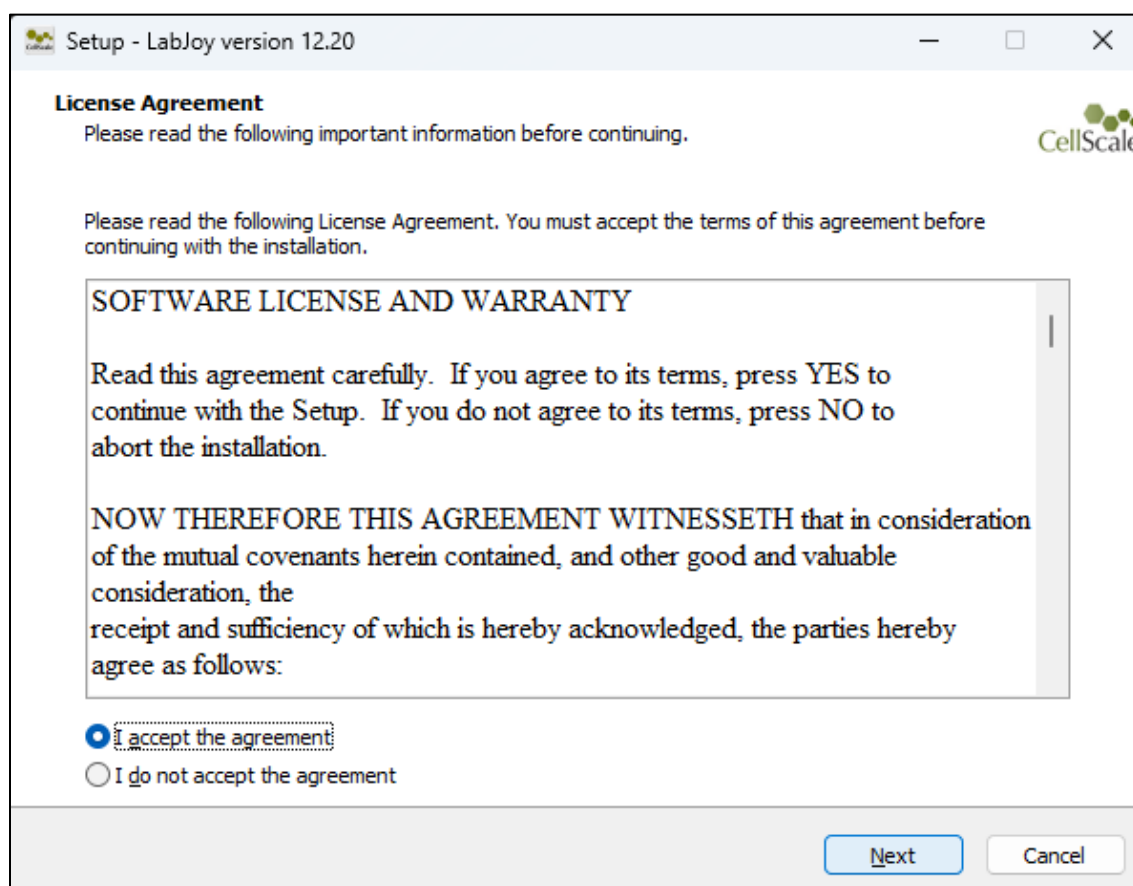 Setup - LabJoy version 12.20
License Agreement
Please read the following important information before continuing.
CellScale
Please read the following License Agreement. You must accept the terms of this agreement before
continuing with the installation.
SOFTWARE LICENSE AND WARRANTY
Read this agreement carefully.  If you agree to its terms, press YES to
continue with the Setup.  If you do not agree to its terms, press NO to
abort the installation.
NOW THEREFORE THIS AGREEMENT WITNESSETH that in consideration
of the mutual covenants herein contained, and other good and valuable
consideration, the
receipt and sufficiency of which is hereby acknowledged, the parties hereby
agree as follows:
I accept the agreement
I do not accept the agreement
Next
Cancel